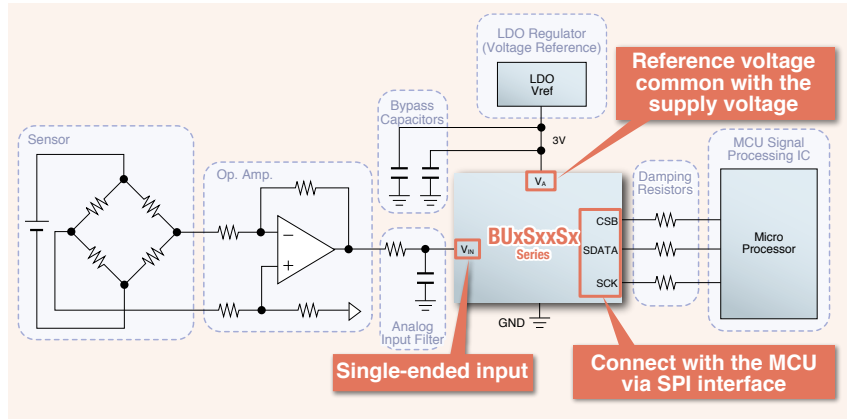 LDO Regulator
(Voltage Reference)
LDO
Vref
Reference voltage
common with the
supply voltage
Bypass
Capacitors
3V
Sensor
Op. Amp.
MCU Signal
Processing IC
Damping
Resistors
VA
CSB
BUxSxxSx
Series
SDATA
SCK
VIN
Micro
Processor
−
+
GND
Analog
Input Filter
Single-ended input
Connect with the MCU
via SPI interface